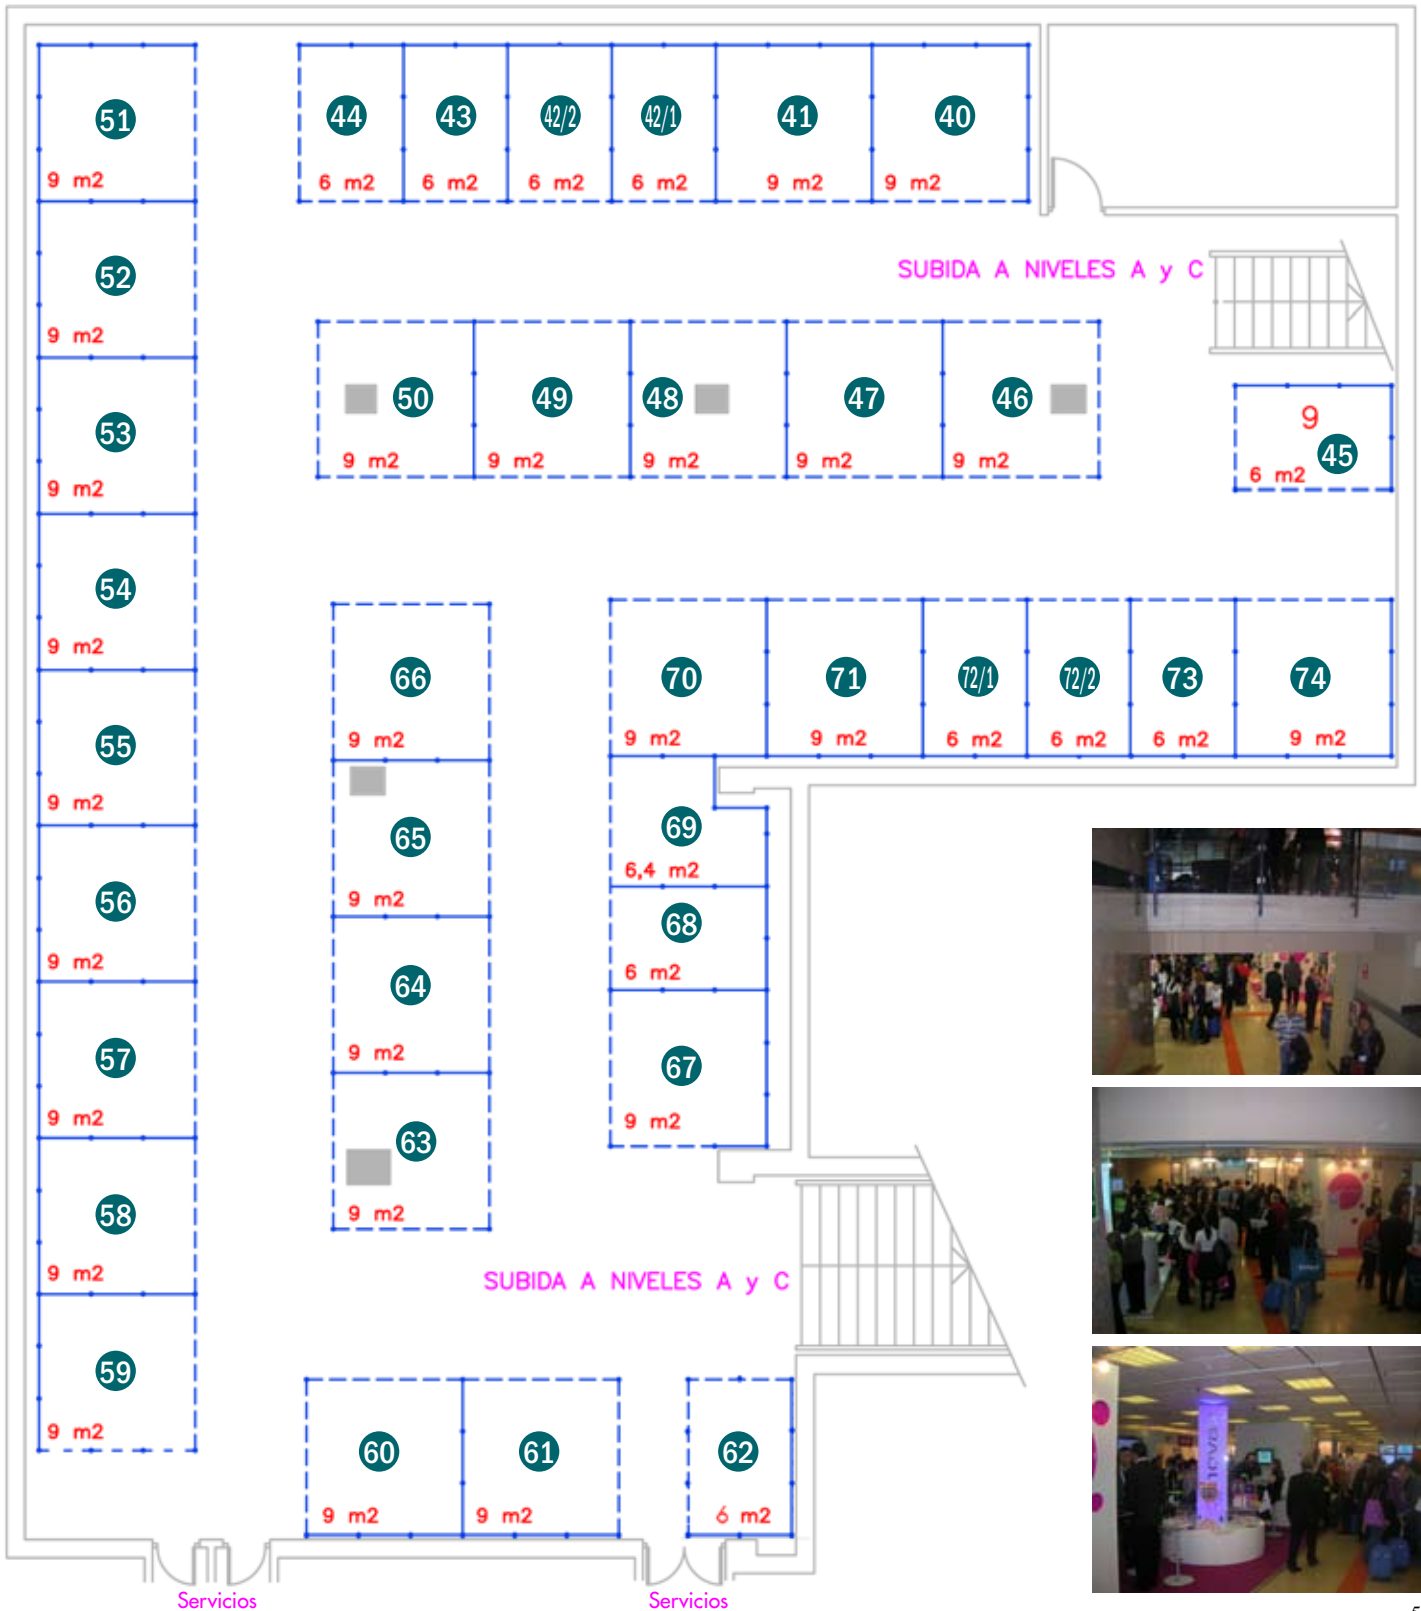 51
9 m2
44
6 m2
43
6 m2
42/2
6 m2
42/1
6 m2
41
9 m2
40
9 m2
52
9 m2
SUBIDA A NIVELES A y C
53
9 m2
50
9 m2
49
9 m2
48
9 m2
47
9 m2
46
9 m2
9
45
6 m2
54
9 m2
66
9 m2
70
9 m2
71
9 m2
72/1
6 m2
72/2
6 m2
73
6 m2
74
9 m2
55
9 m2
65
9 m2
69
6,4 m2
56
9 m2
68
6 m2
64
9 m2
57
9 m2
67
9 m2
63
9 m2
58
9 m2
SUBIDA A NIVELES A y C
59
9 m2
60
9 m2
61
9 m2
62
6 m2
Servicios
Servicios